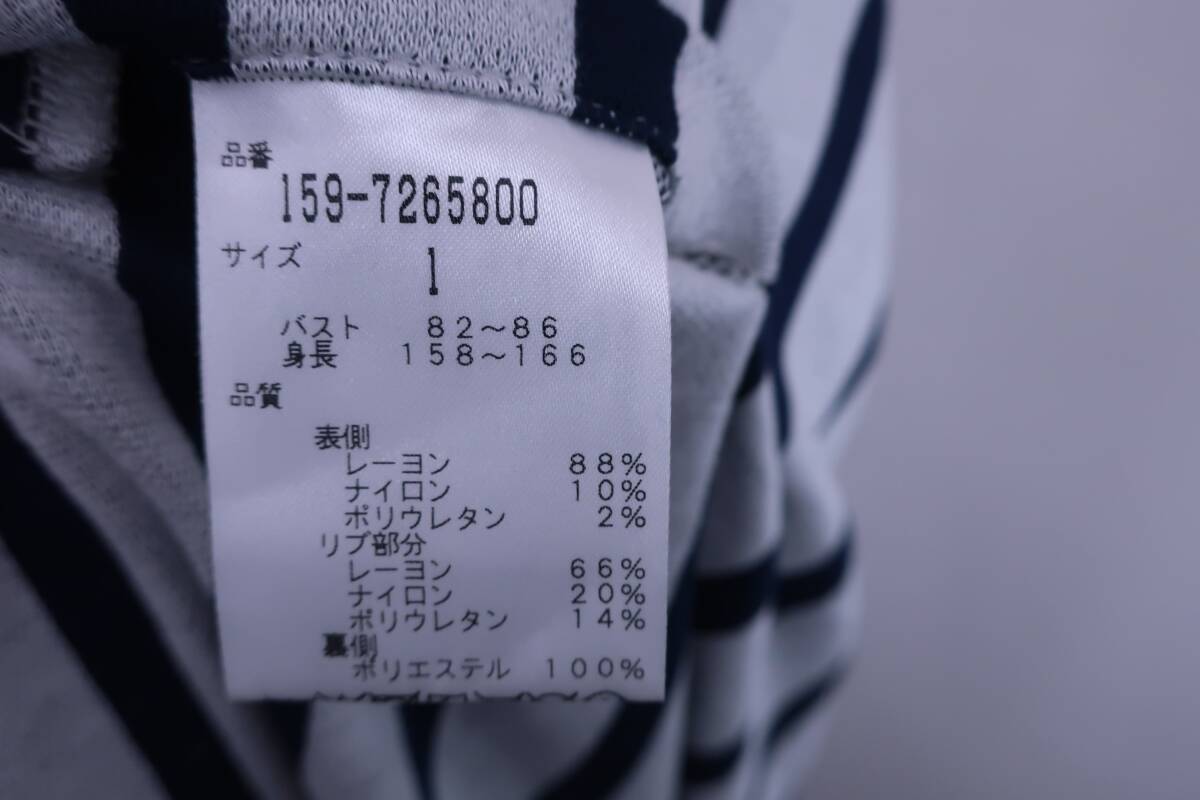 品番
159-7265800
サイズ
1
バスト 82～86
身長 158～166
品質
表側
レーヨン 88%
ナイロン 10%
ポリウレタン 2%
リブ部分
レーヨン 66%
ナイロン 20%
ポリウレタン 14%
裏側
ポリエステル 100%